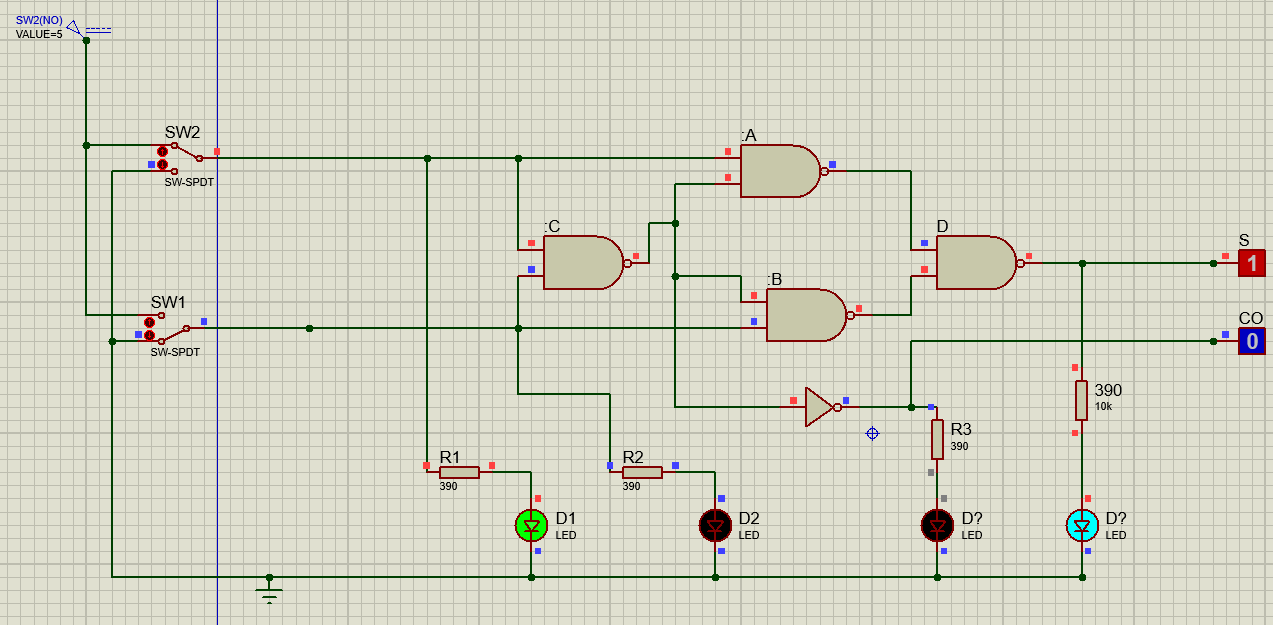 SW2(NO)
VALUE=5
SW2
SW-SPDT
SW1
SW-SPDT
:A
:C
:B
D
S
1
CO
0
390
10k
R3
390
R1
390
R2
390
D1
LED
D2
LED
D?
LED
D?
LED